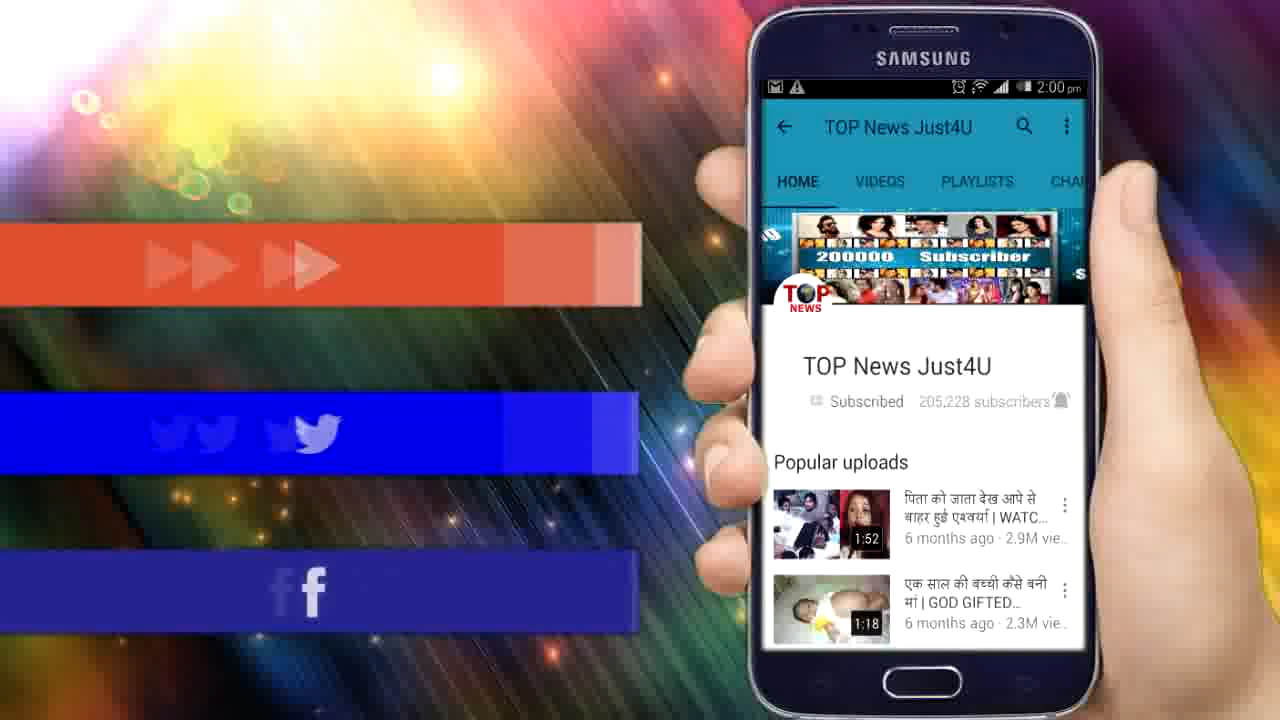 SAMSUNG
2:00 pm
TOP News Just4U
HOME VIDEOS PLAYLISTS CHA
200000 Subscriber
TOP
NEWS
TOP News Just4U
Subscribed 205,228 subscribers
Popular uploads
पिता को जाता देख आपे से
बाहर हुई एश्वर्या | WATC...
6 months ago · 2.9M vie..
1:52
एक साल की बच्ची कैसे बनी
मां | GOD GIFTED...
6 months ago · 2.3M vie..
1:18